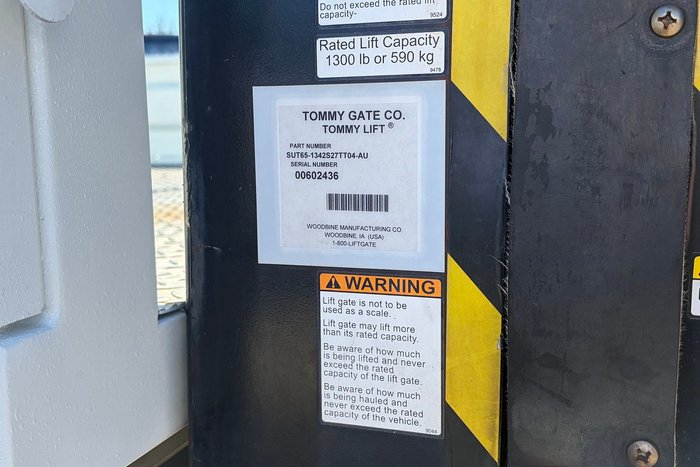 Do not exceed the rated lift
capacity-
9524
Rated Lift Capacity
1300 lb or 590 kg
9478
TOMMY GATE CO.
TOMMY LIFT ®
PART NUMBER
SUT65-1342S27TT04-AU
SERIAL NUMBER
00602436
WOODBINE MANUFACTURING CO.
WOODBINE, IA (USA)
1-800-LIFTGATE
WARNING
Lift gate is not to be
used as a scale. .
Lift gate may lift more
than its rated capacity.
Be aware of how much
is being lifted and never
exceed the rated
capacity of the lift gate.
Be aware of how much
is being hauled and
never exceed the rated
capacity of the vehicle.
9044